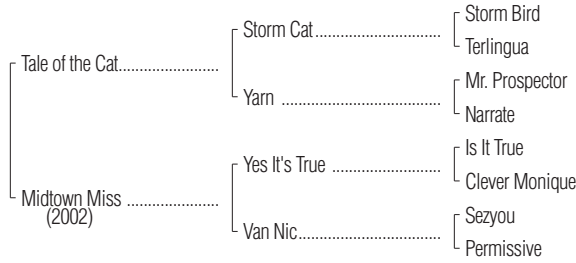 Storm Bird
Storm Cat..................................
Terlingua
Tale of the Cat......................
Mr. Prospector
Yarn ..........................................
Narrate
Is It True
Yes It's True .............................
Clever Monique
Midtown Miss ....................
(2002)
Sezyou
Van Nic.....................................
Permissive